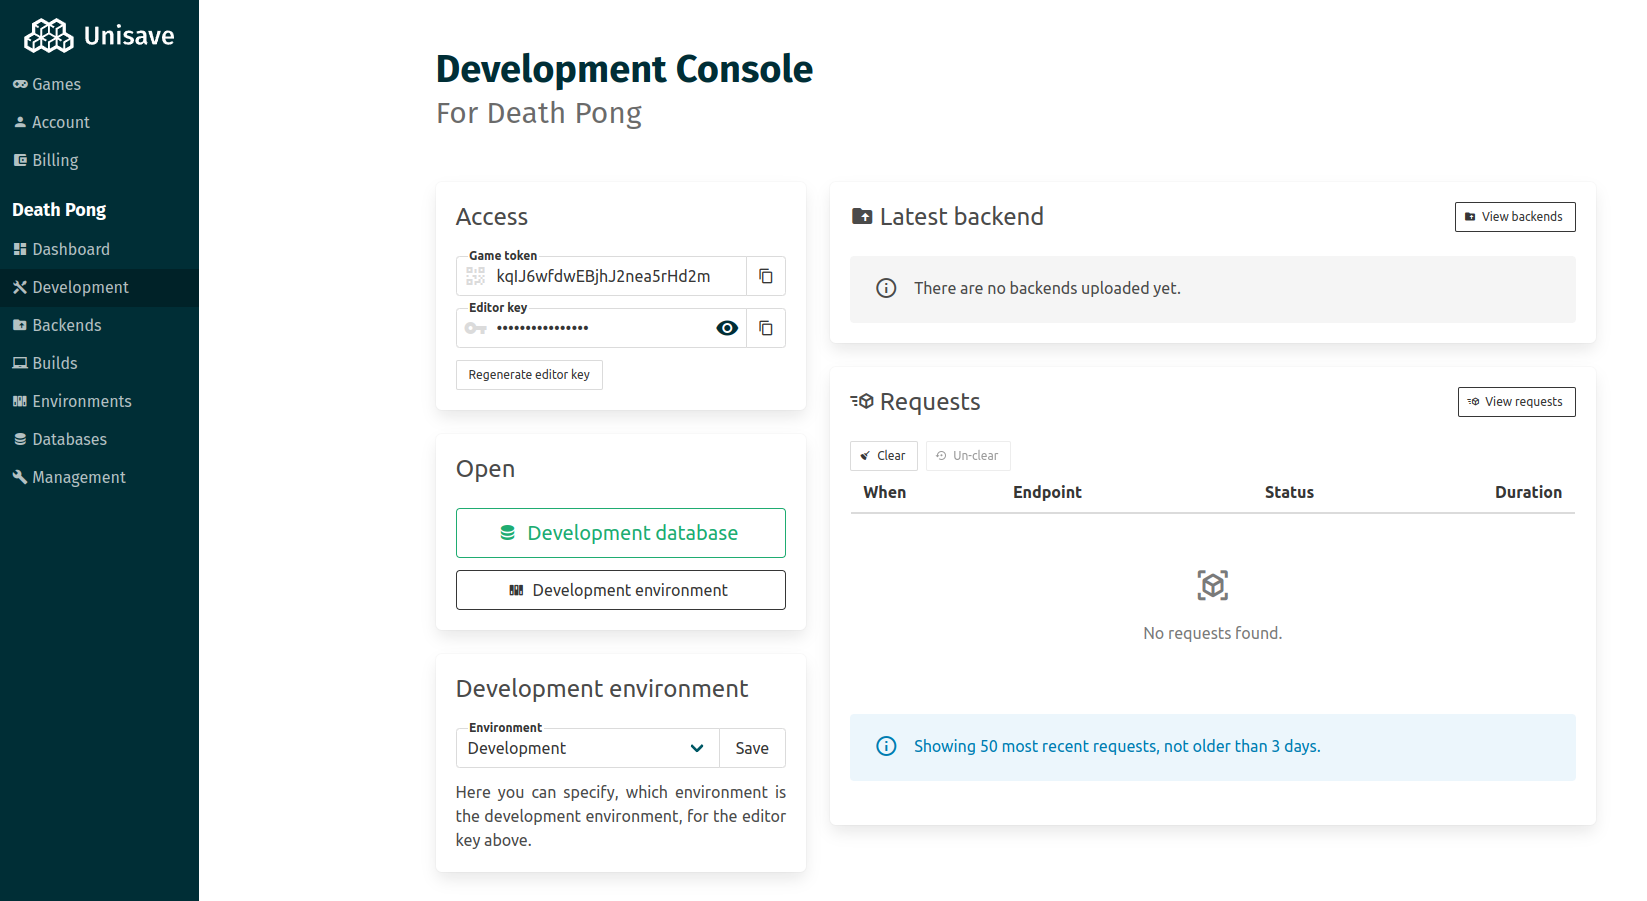 Unisave
Games
Account
Billing
Death Pong
Dashboard
Development
Backends
Builds
Environments
Databases
Management
Development Console
For Death Pong
Access
Game token
kqIJ6wfdwEBjhJ2nea5rHd2m
Editor key
••••••••••••••••
Regenerate editor key
Open
Development database
Development environment
Development environment
Environment
Development
Save
Here you can specify, which environment is
the development environment, for the editor
key above.
Latest backend
View backends
There are no backends uploaded yet.
Requests
View requests
Clear
Un-clear
When Endpoint Status Duration
No requests found.
Showing 50 most recent requests, not older than 3 days.